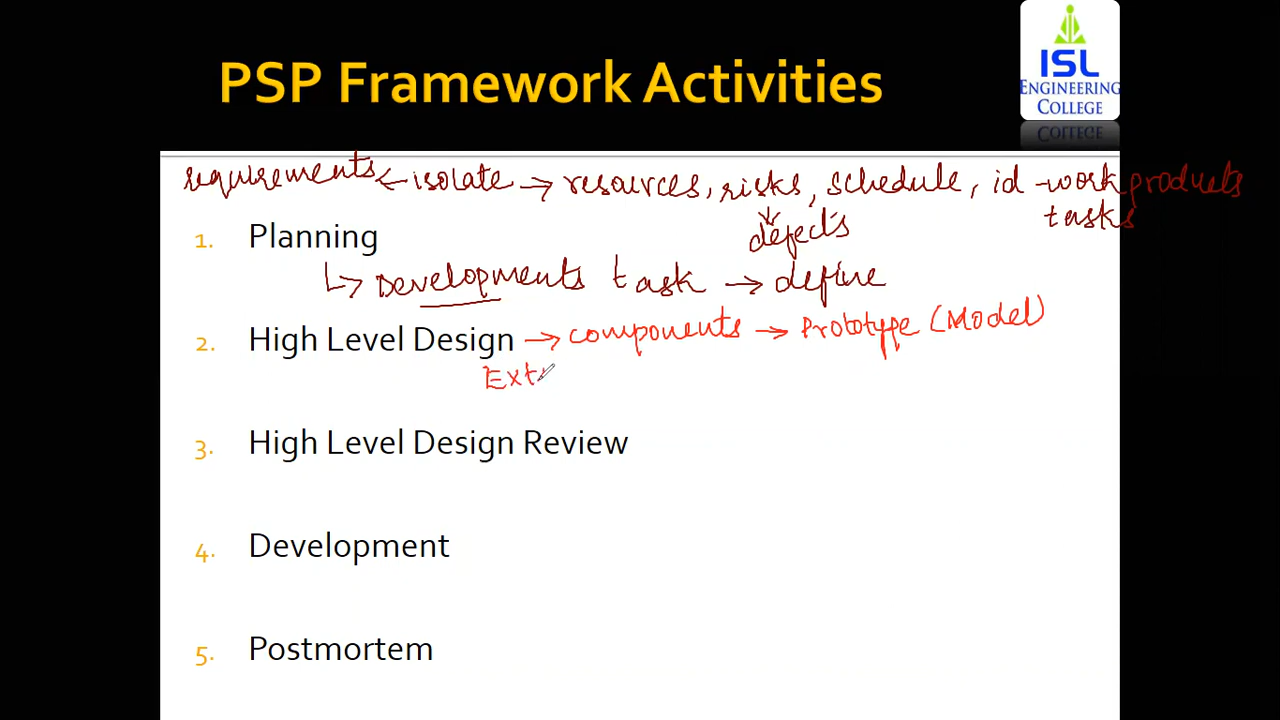 PSP Framework Activities
ISL
ENGINEERING
COLLEGE
requirements ← isolate → resources, risks, schedule, id - work products
tasks
defects
1. Planning
↳ Developments task → define
2. High Level Design → components → Prototype (Model)
Ext
3. High Level Design Review
4. Development
5. Postmortem